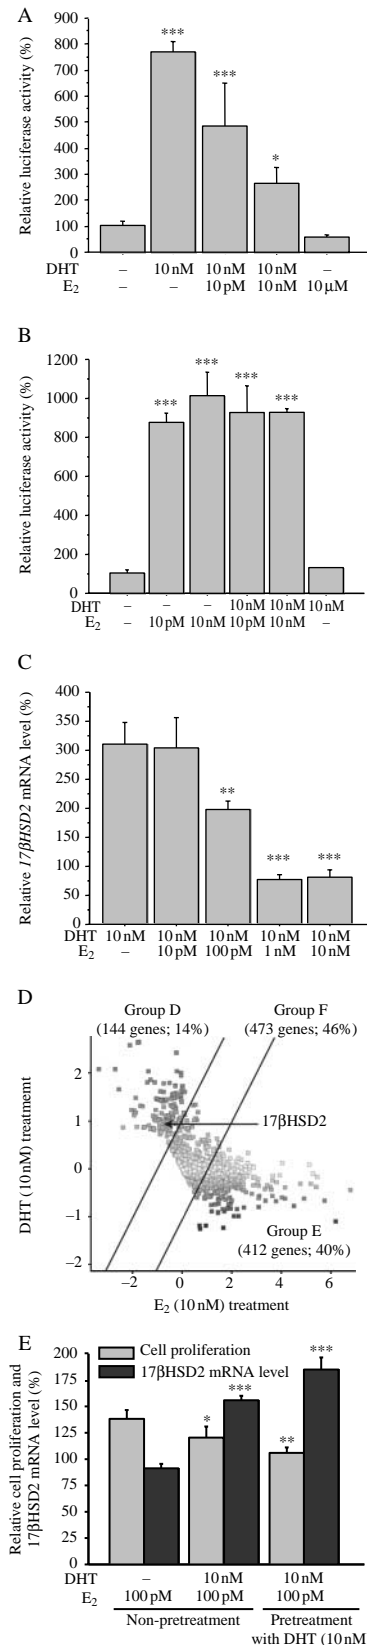 A
Relative luciferase activity (%)
900
800
700
600
500
400
300
200
100
0
***
***
*
DHT – 10 nM 10 nM 10 nM –
E2 – – 10 pM 10 nM 10 µM
B
Relative luciferase activity (%)
1200
1000
800
600
400
200
0
***
***
***
***
DHT – – – 10 nM 10 nM 10 nM
E2 – 10 pM 10 nM 10 pM 10 nM –
C
Relative 17βHSD2 mRNA level (%)
400
350
300
250
200
150
100
50
0
**
***
***
DHT 10 nM 10 nM 10 nM 10 nM 10 nM
E2 – 10 pM 100 pM 1 nM 10 nM
D
Group D
(144 genes; 14%)
Group F
(473 genes; 46%)
DHT (10 nM) treatmemt
2
1
0
–1
–2
17βHSD2
Group E
(412 genes; 40%)
–2 0 2 4 6
E2 (10 nM) treatment
E
Relative cell proliferation and
17βHSD2 mRNA level (%)
200
175
150
125
100
75
50
25
0
Cell proliferation
17βHSD2 mRNA level
*
***
**
***
DHT – 10 nM 10 nM
E2 100 pM 100 pM 100 pM
Non-pretreatment
Pretreatment
with DHT (10 nM